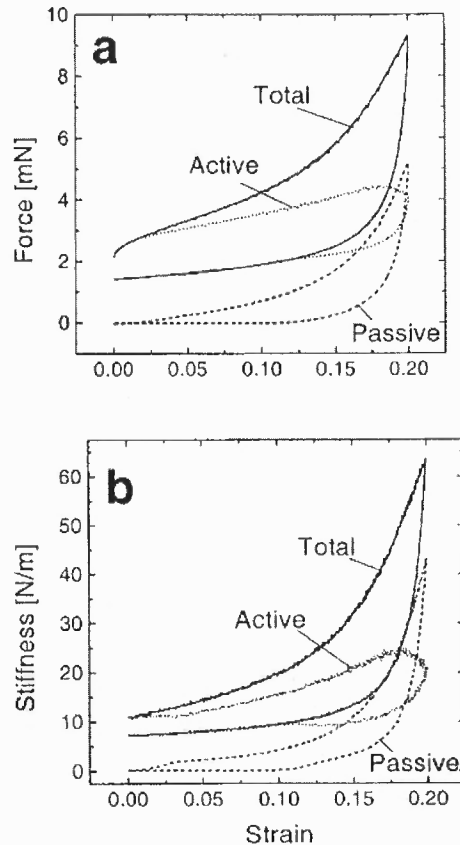 a
Force [mN]
10
8
6
4
2
0
Total
Active
Passive
0.00 0.05 0.10 0.15 0.20
b
Stiffness [N/m]
60
50
40
30
20
10
0
Total
Active
Passive
0.00 0.05 0.10 0.15 0.20
Strain